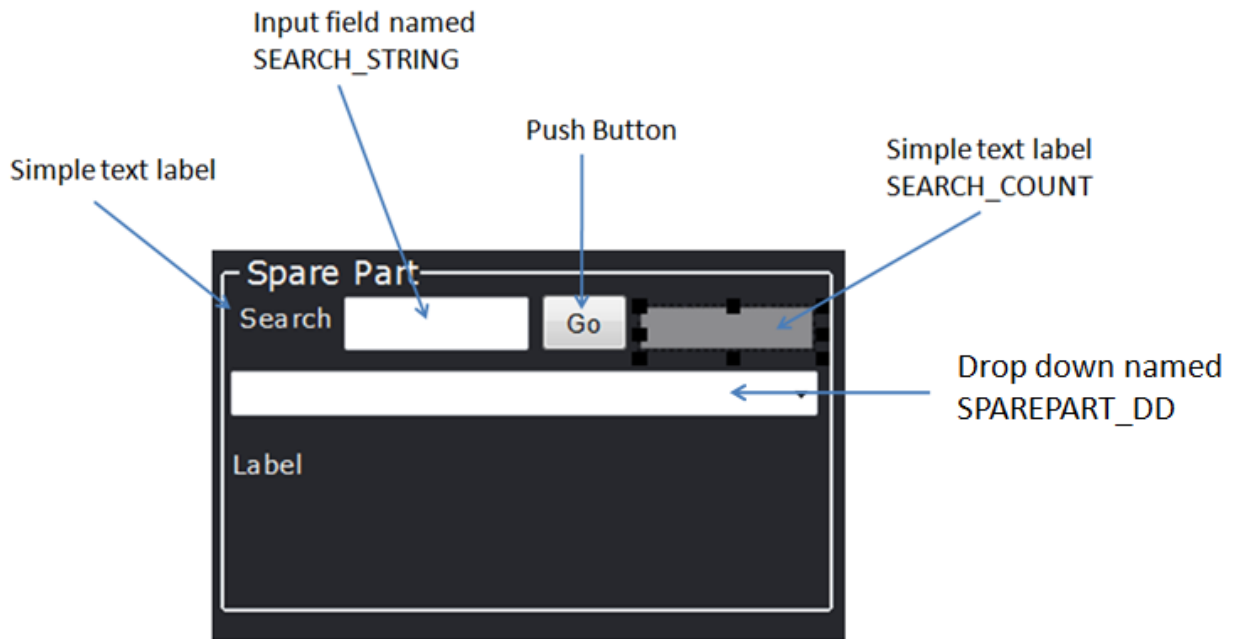 Input field named
SEARCH_STRING
Push Button
Simple text label
SEARCH_COUNT
Simple text label
Spare Part
Search
Go
Drop down named
SPAREPART_DD
Label